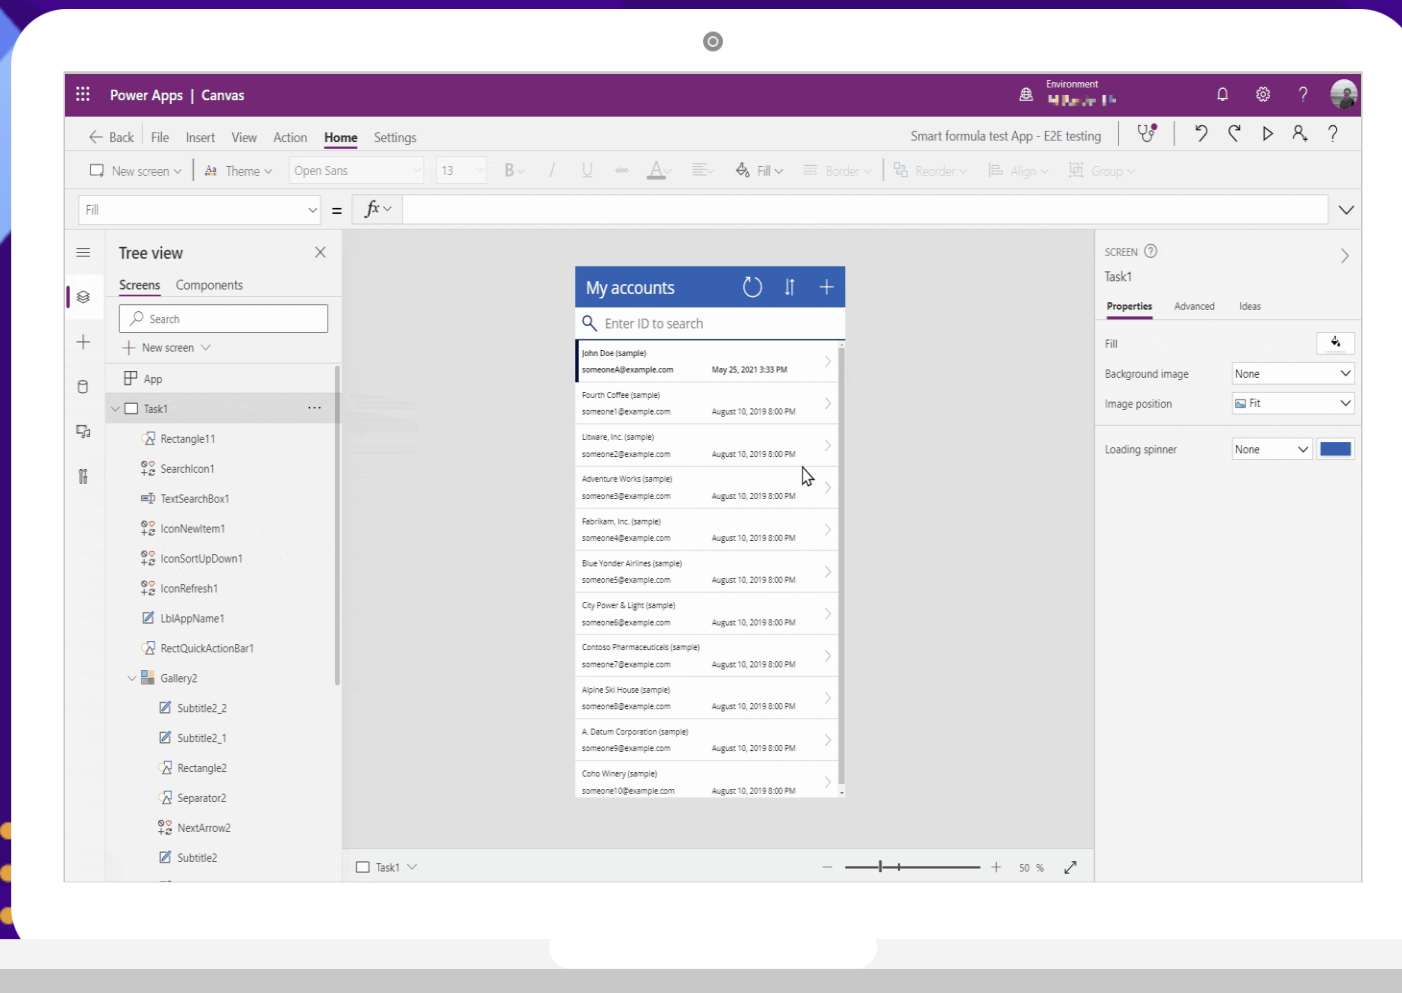 Power Apps | Canvas
Environment
Back File Insert View Action Home Settings
Smart formula test App - E2E testing
New screen Theme Open Sans 13 B / U abc A Fill Border Reorder Align Group
Fill = fx
Tree view
Screens Components
Search
New screen
App
Task1 ...
Rectangle11
SearchIcon1
TextSearchBox1
IconNewItem1
IconSortUpDown1
IconRefresh1
LblAppName1
RectQuickActionBar1
Gallery2
Subtitle2_2
Subtitle2_1
Rectangle2
Separator2
NextArrow2
Subtitle2
My accounts
Enter ID to search
John Doe (sample)
someoneA@example.com May 25, 2021 3:33 PM
Fourth Coffee (sample)
someone1@example.com August 10, 2019 8:00 PM
Litware, Inc. (sample)
someone2@example.com August 10, 2019 8:00 PM
Adventure Works (sample)
someone3@example.com August 10, 2019 8:00 PM
Fabrikam, Inc. (sample)
someone4@example.com August 10, 2019 8:00 PM
Blue Yonder Airlines (sample)
someone5@example.com August 10, 2019 8:00 PM
City Power & Light (sample)
someone6@example.com August 10, 2019 8:00 PM
Contoso Pharmaceuticals (sample)
someone7@example.com August 10, 2019 8:00 PM
Alpine Ski House (sample)
someone8@example.com August 10, 2019 8:00 PM
A. Datum Corporation (sample)
someone9@example.com August 10, 2019 8:00 PM
Coho Winery (sample)
someone10@example.com August 10, 2019 8:00 PM
Task1
50 %
SCREEN
Task1
Properties Advanced Ideas
Fill
Background image None
Image position Fit
Loading spinner None